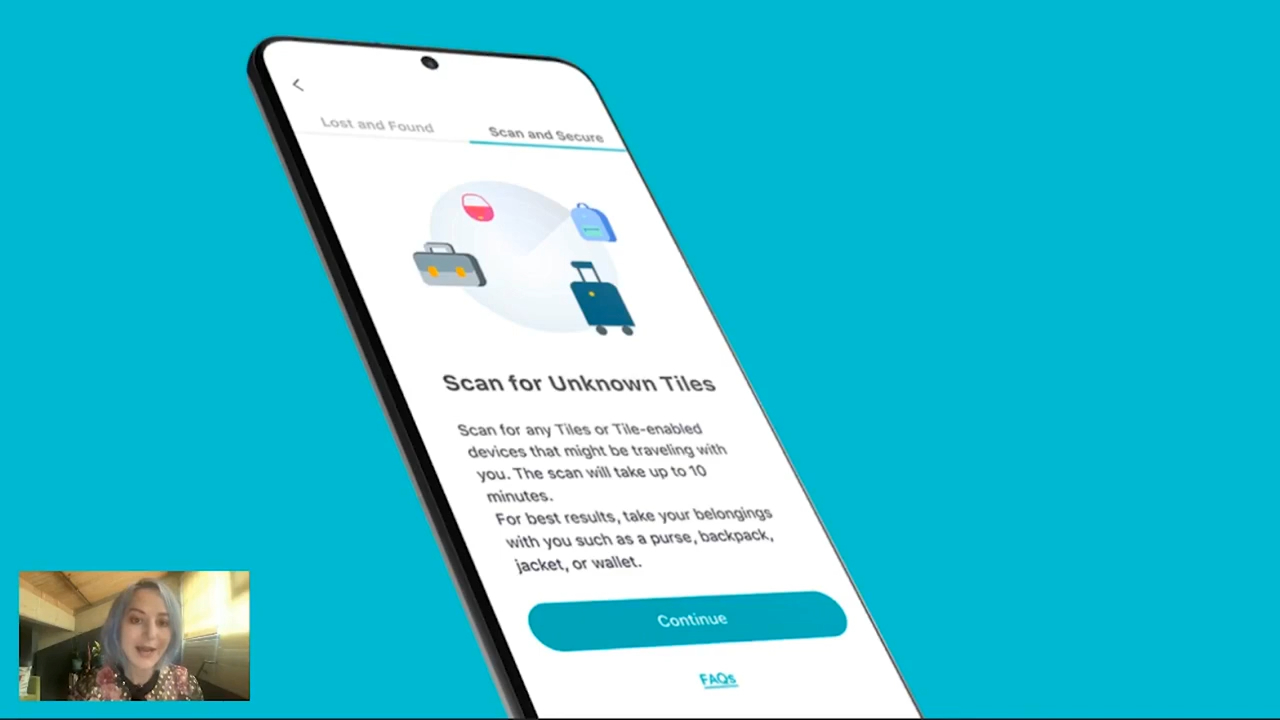 Lost and Found
Scan and Secure
Scan for Unknown Tiles
Scan for any Tiles or Tile-enabled
devices that might be traveling with
you. The scan will take up to 10
minutes.
For best results, take your belongings
with you such as a purse, backpack,
jacket, or wallet.
Continue
FAQs